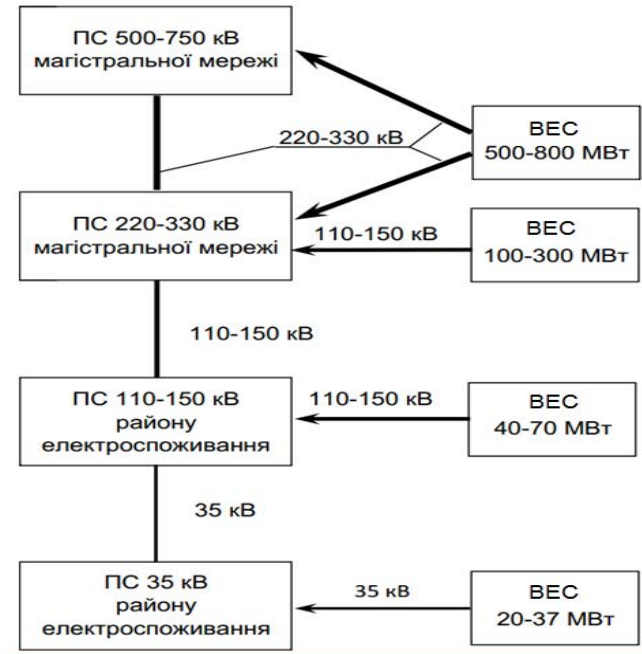 ПС 500-750 кВ
магістральної мережі
220-330 кВ
ВЕС
500-800 МВт
ПС 220-330 кВ
магістральної мережі
110-150 кВ
ВЕС
100-300 МВт
110-150 кВ
ПС 110-150 кВ
району
електроспоживання
110-150 кВ
ВЕС
40-70 МВт
35 кВ
ПС 35 кВ
району
електроспоживання
35 кВ
ВЕС
20-37 МВт